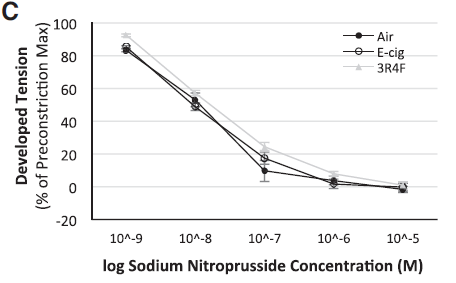 C
Developed Tension
(% of Preconstriction Max)
100
80
60
40
20
0
-20
Air
E-cig
3R4F
10^-9
10^-8
10^-7
10^-6
10^-5
log Sodium Nitroprusside Concentration (M)